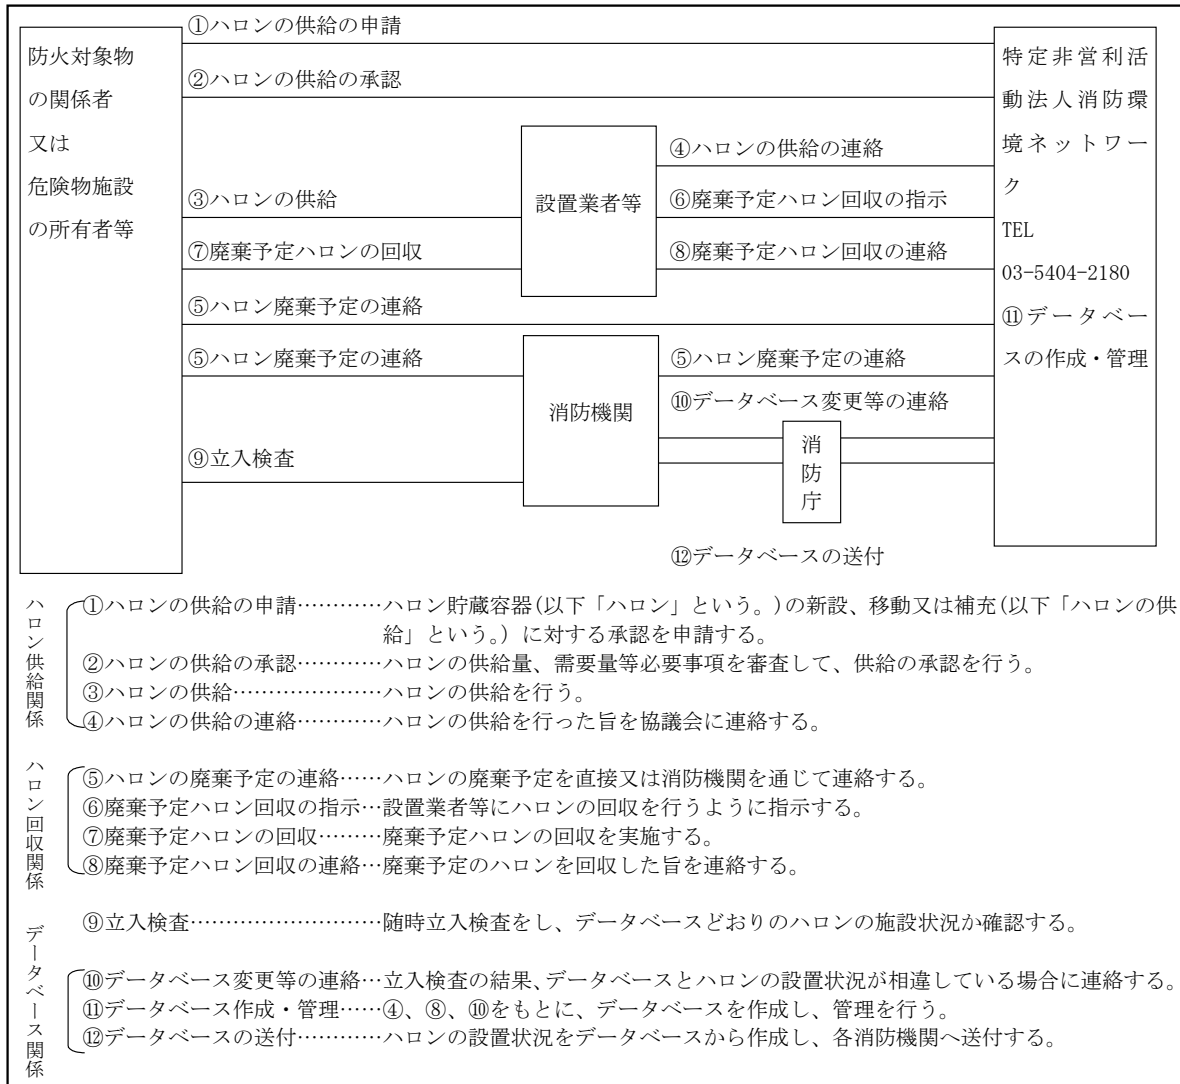 ①ハロンの供給の申請
防火対象物
の関係者
又は
危険物施設
の所有者等
②ハロンの供給の承認
③ハロンの供給
⑦廃棄予定ハロンの回収
⑤ハロン廃棄予定の連絡
⑤ハロン廃棄予定の連絡
⑨立入検査
設置業者等
消防機関
④ハロンの供給の連絡
⑥廃棄予定ハロン回収の指示
⑧廃棄予定ハロン回収の連絡
⑤ハロン廃棄予定の連絡
⑩データベース変更等の連絡
消
防
庁
⑫データベースの送付
特定非営利活
動法人消防環
境ネットワー
ク
TEL
03-5404-2180
⑪データベー
スの作成・管理
ハロン供給関係
①ハロンの供給の申請…………ハロン貯蔵容器(以下「ハロン」という。)の新設、移動又は補充(以下「ハロンの供
給」という。) に対する承認を申請する。
②ハロンの供給の承認…………ハロンの供給量、需要量等必要事項を審査して、供給の承認を行う。
③ハロンの供給…………………ハロンの供給を行う。
④ハロンの供給の連絡…………ハロンの供給を行った旨を協議会に連絡する。
ハロン回収関係
⑤ハロンの廃棄予定の連絡……ハロンの廃棄予定を直接又は消防機関を通じて連絡する。
⑥廃棄予定ハロン回収の指示…設置業者等にハロンの回収を行うように指示する。
⑦廃棄予定ハロンの回収………廃棄予定ハロンの回収を実施する。
⑧廃棄予定ハロン回収の連絡…廃棄予定のハロンを回収した旨を連絡する。
データベース関係
⑨立入検査………………………随時立入検査をし、データベースどおりのハロンの施設状況か確認する。
⑩データベース変更等の連絡…立入検査の結果、データベースとハロンの設置状況が相違している場合に連絡する。
⑪データベース作成・管理……④、⑧、⑩をもとに、データベースを作成し、管理を行う。
⑫データベースの送付…………ハロンの設置状況をデータベースから作成し、各消防機関へ送付する。